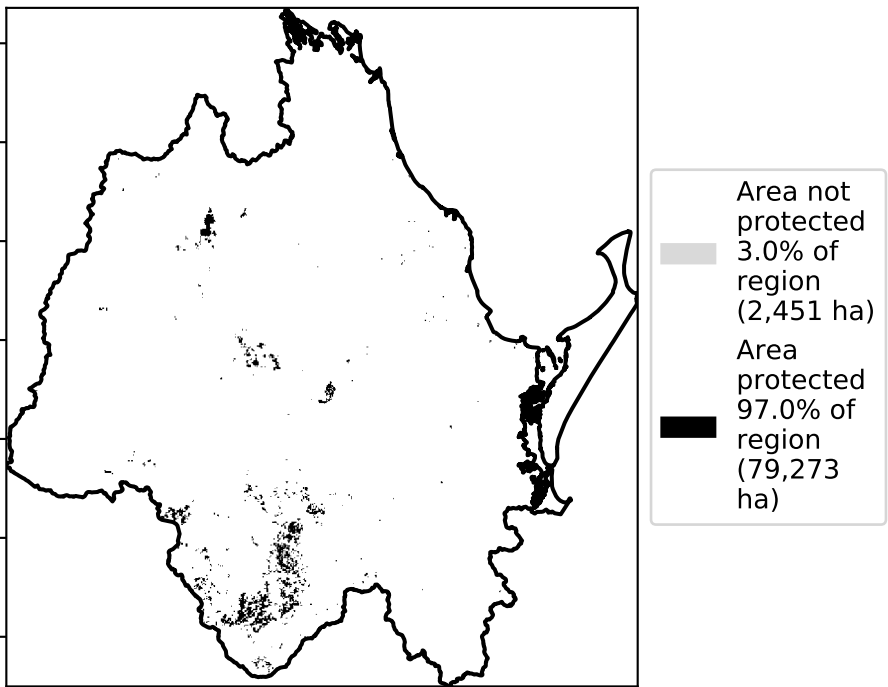 Area not
protected
3.0% of
region
(2,451 ha)
Area
protected
97.0% of
region
(79,273
ha)